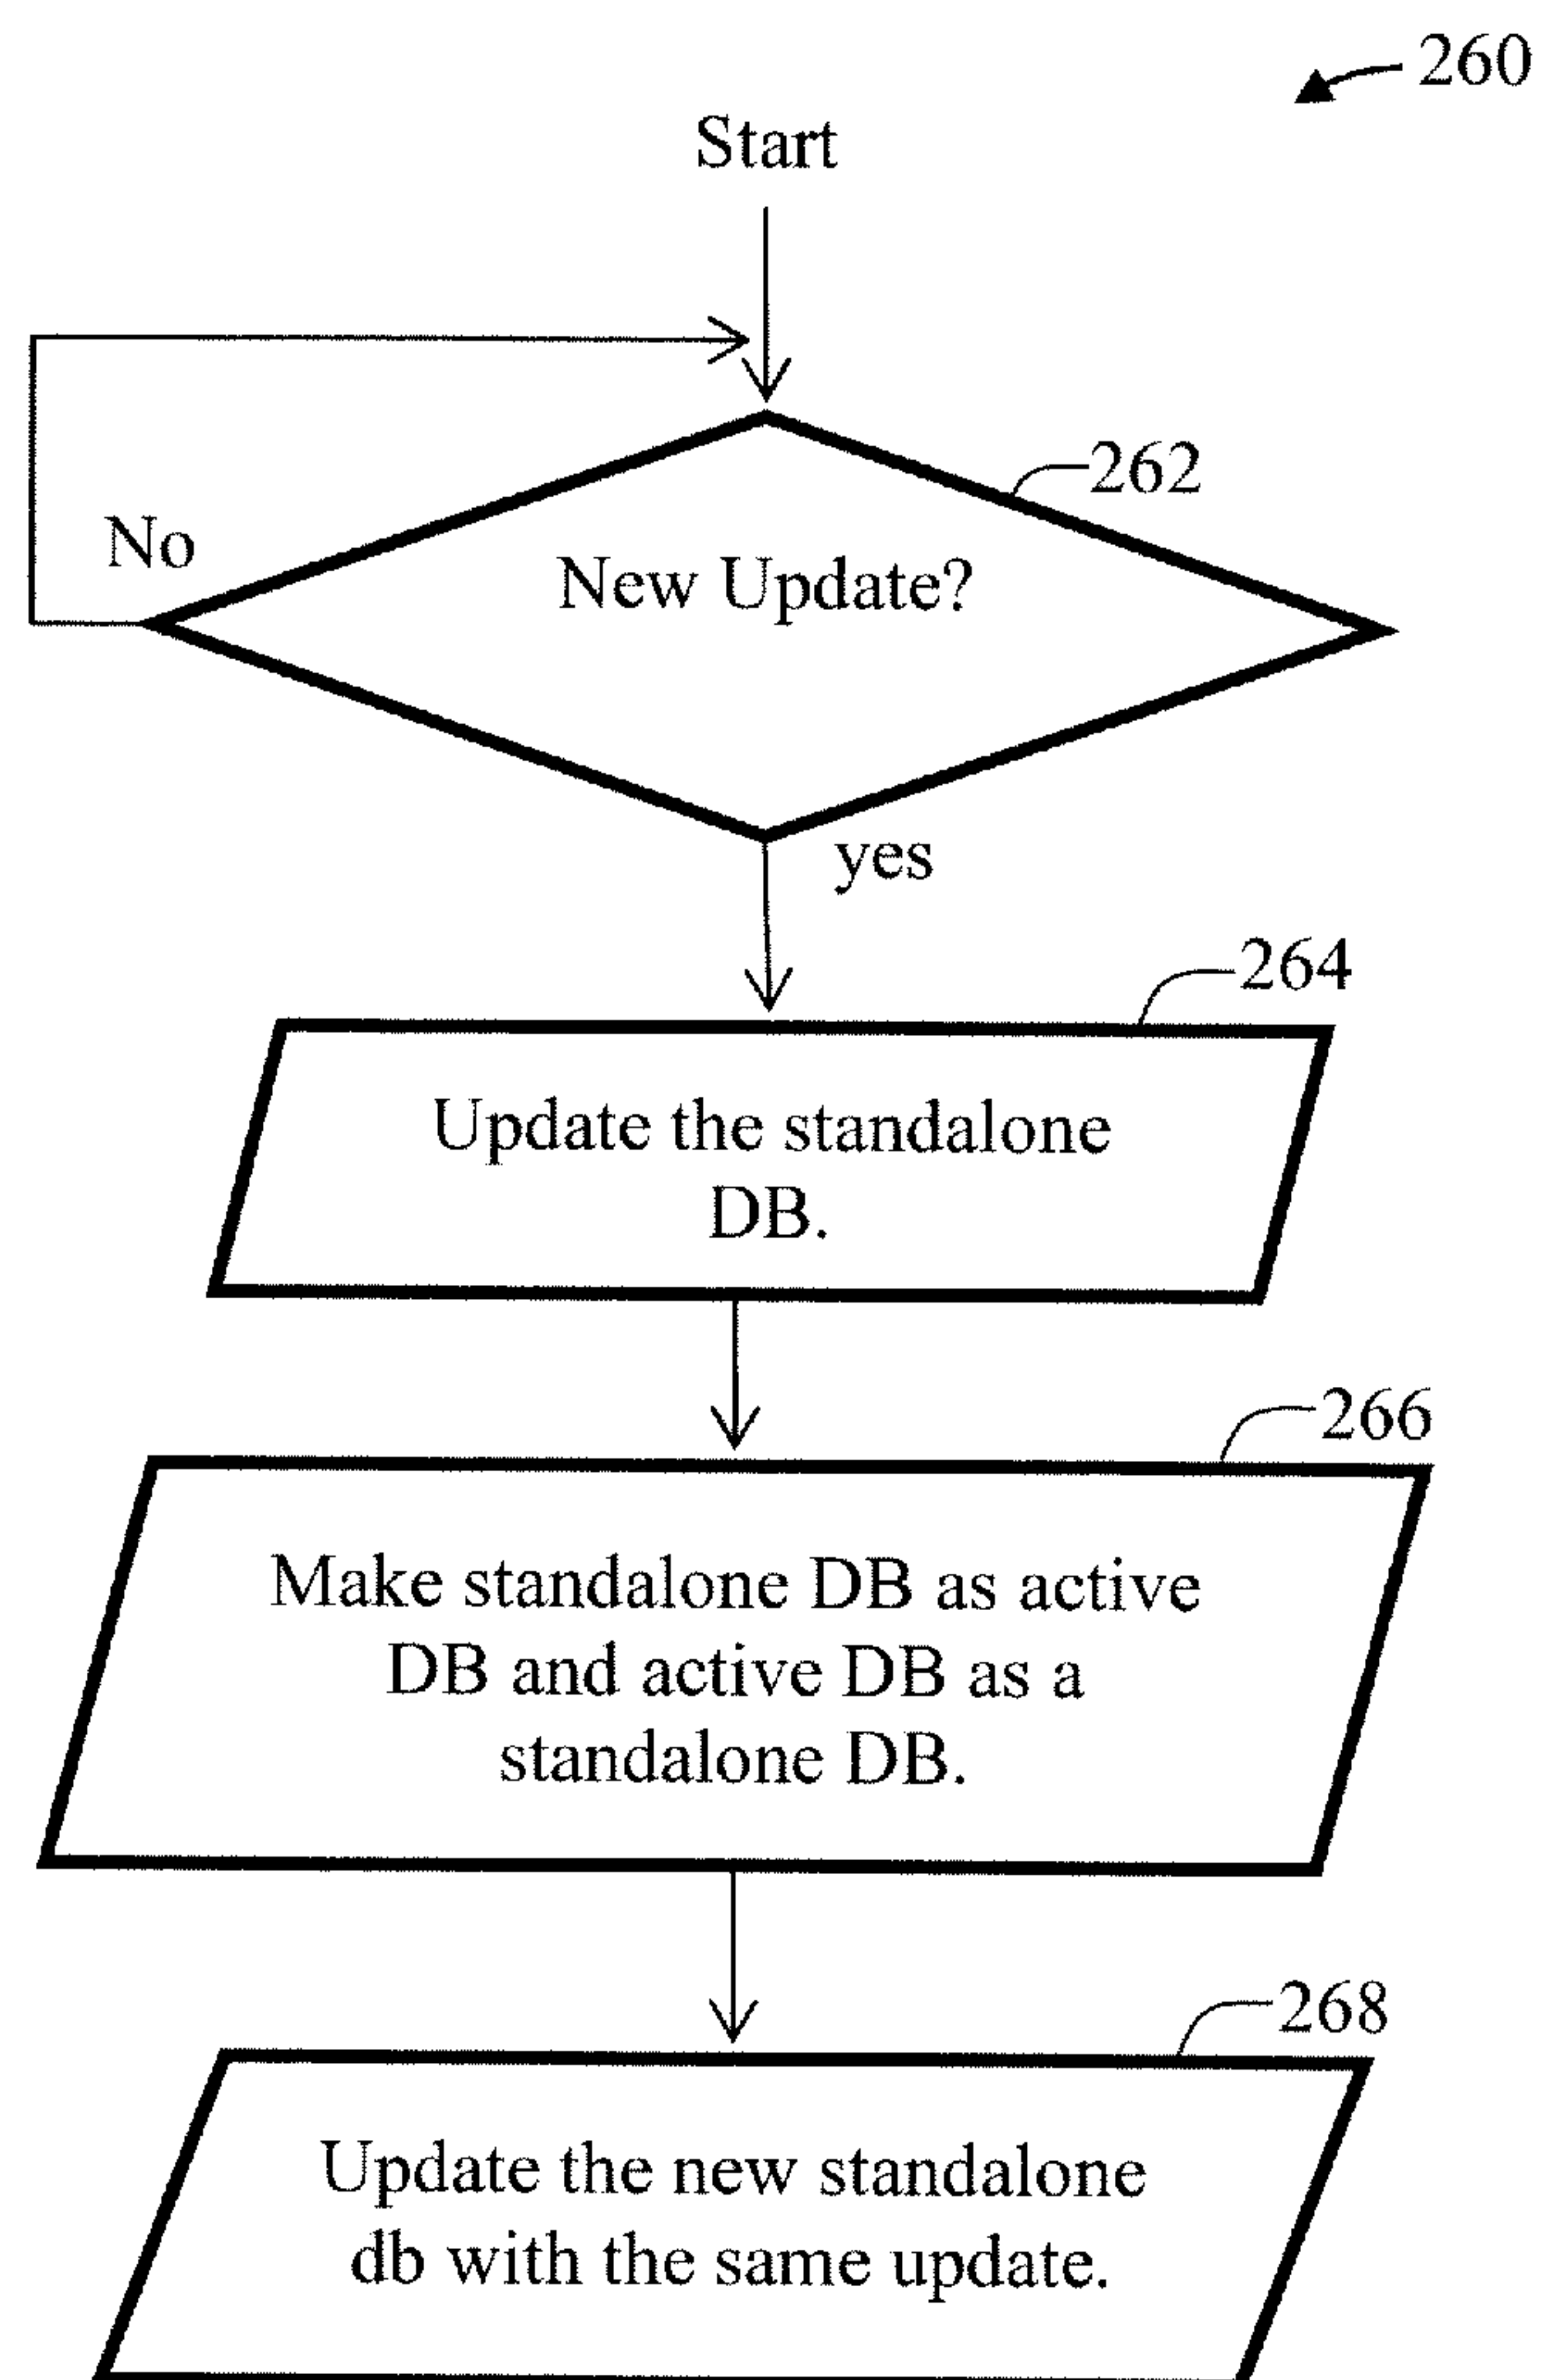 260
Start
262
No
New Update?
yes
264
Update the standalone
DB.
266
Make standalone DB as active
DB and active DB as a
standalone DB.
268
Update the new standalone
db with the same update.